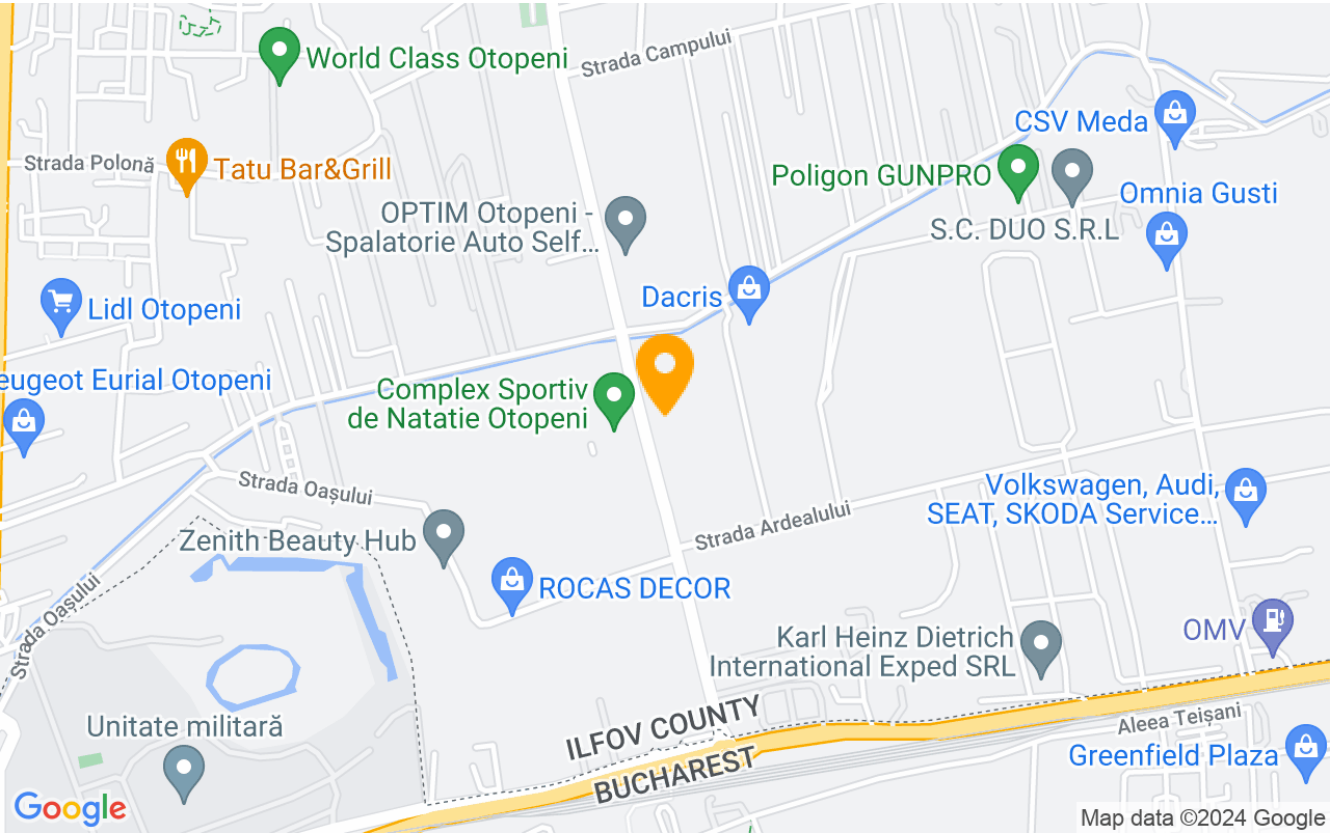 World Class Otopeni
Strada Campului
CSV Meda
Strada Polonă
Tatu Bar&Grill
Poligon GUNPRO
Omnia Gusti
OPTIM Otopeni -
Spalatorie Auto Self...
S.C. DUO S.R.L
Dacris
Lidl Otopeni
eugeot Eurial Otopeni
Complex Sportiv
de Natatie Otopeni
Strada Oașului
Volkswagen, Audi,
SEAT, SKODA Service...
Strada Ardealului
Zenith Beauty Hub
ROCAS DECOR
Strada Oașului
Karl Heinz Dietrich
International Exped SRL
OMV
Unitate militară
ILFOV COUNTY
BUCHAREST
Aleea Teișani
Greenfield Plaza
Google
Map data ©2024 Google